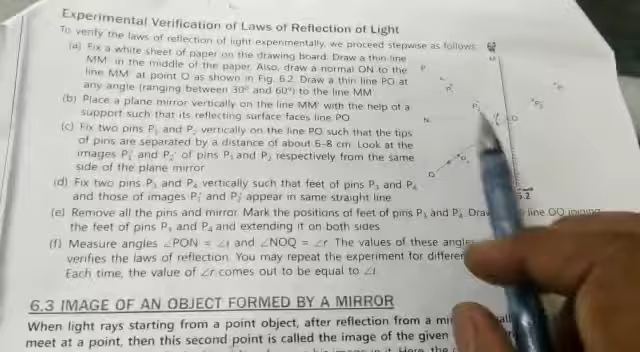 Experimental Verification of Laws of Reflection of Light
To verify the laws of reflection of light experimentally, we proceed stepwise as follows:
(a) Fix a white sheet of paper on the drawing board. Draw a thin line
MM' in the middle of the paper. Also, draw a normal ON to the
line MM' at point O as shown in Fig. 6.2. Draw a thin line PO at
any angle (ranging between 30° and 60°) to the line MM'
(b) Place a plane mirror vertically on the line MM' with the help of a
support such that its reflecting surface faces line PO
(c) Fix two pins P₁ and P₂ vertically on the line PO such that the tips
of pins are separated by a distance of about 6-8 cm. Look at the
images P₁' and P₂' of pins P₁ and P₂ respectively from the same
side of the plane mirror
(d) Fix two pins P₃ and P₄ vertically such that feet of pins P₃ and P₄
and those of images P₁' and P₂' appear in same straight line
(e) Remove all the pins and mirror. Mark the positions of feet of pins P₃ and P₄. Draw line OQ joining
the feet of pins P₃ and P₄ and extending it on both sides
(f) Measure angles ∠PON = ∠i and ∠NOQ = ∠r. The values of these
verifies the laws of reflection. You may repeat the experiment for
Each time, the value of ∠r comes out to be equal to ∠i.
M
P
P₁
P₂
N
O
Q
6.2
6.3 IMAGE OF AN OBJECT FORMED BY A MIRROR
When light rays starting from a point object, after reflection from a
meet at a point, then this second point is called the image of the given